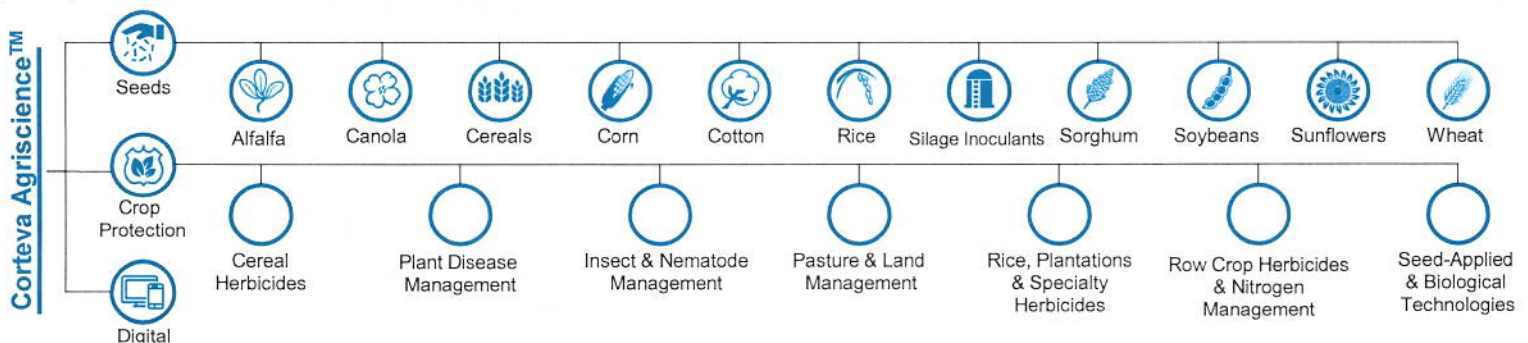 Corteva Agriscience™
Seeds
Alfalfa
Canola
Cereals
Corn
Cotton
Rice
Silage Inoculants
Sorghum
Soybeans
Sunflowers
Wheat
Crop
Protection
Cereal
Herbicides
Plant Disease
Management
Insect & Nematode
Management
Pasture & Land
Management
Rice, Plantations
& Specialty
Herbicides
Row Crop Herbicides
& Nitrogen
Management
Seed-Applied
& Biological
Technologies
Digital